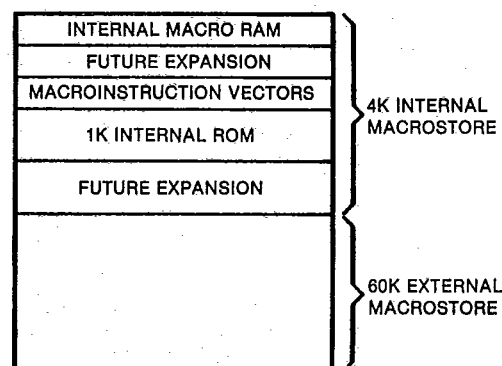 INTERNAL MACRO RAM
FUTURE EXPANSION
MACROINSTRUCTION VECTORS
1K INTERNAL ROM
FUTURE EXPANSION
4K INTERNAL
MACROSTORE
60K EXTERNAL
MACROSTORE